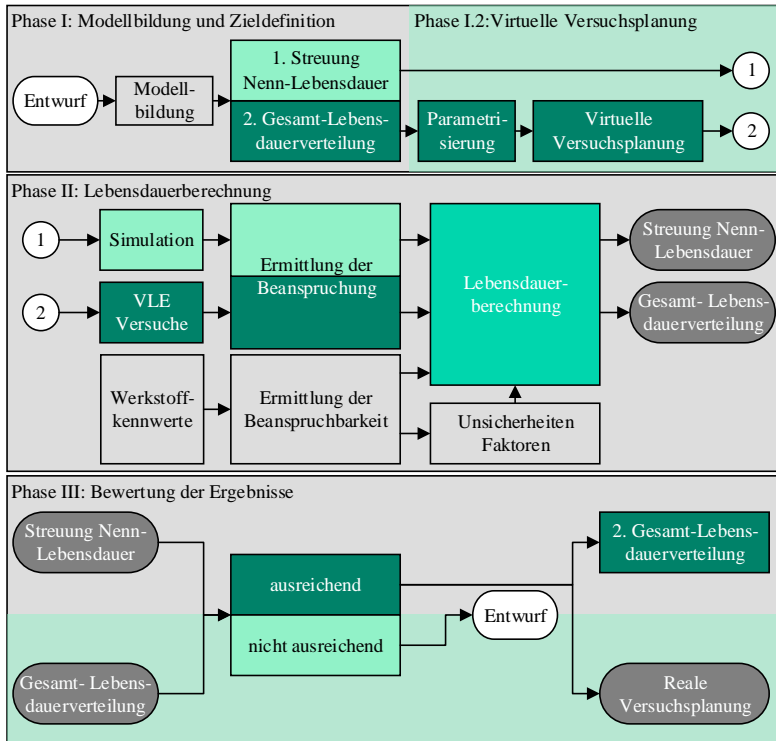 Phase I: Modellbildung und Zieldefinition
Phase I.2:Virtuelle Versuchsplanung
Entwurf
Modell-
bildung
1. Streuung
Nenn-Lebensdauer
2. Gesamt-Lebens-
dauerverteilung
Parametri-
sierung
Virtuelle
Versuchsplanung
1
2
Phase II: Lebensdauerberechnung
1
Simulation
2
VLE
Versuche
Ermittlung der
Beanspruchung
Lebensdauer-
berechnung
Streuung Nenn-
Lebensdauer
Gesamt- Lebens-
dauerverteilung
Werkstoff-
kennwerte
Ermittlung der
Beanspruchbarkeit
Unsicherheiten
Faktoren
Phase III: Bewertung der Ergebnisse
Streuung Nenn-
Lebensdauer
Gesamt- Lebens-
dauerverteilung
ausreichend
nicht ausreichend
Entwurf
2. Gesamt-Lebens-
dauerverteilung
Reale
Versuchsplanung